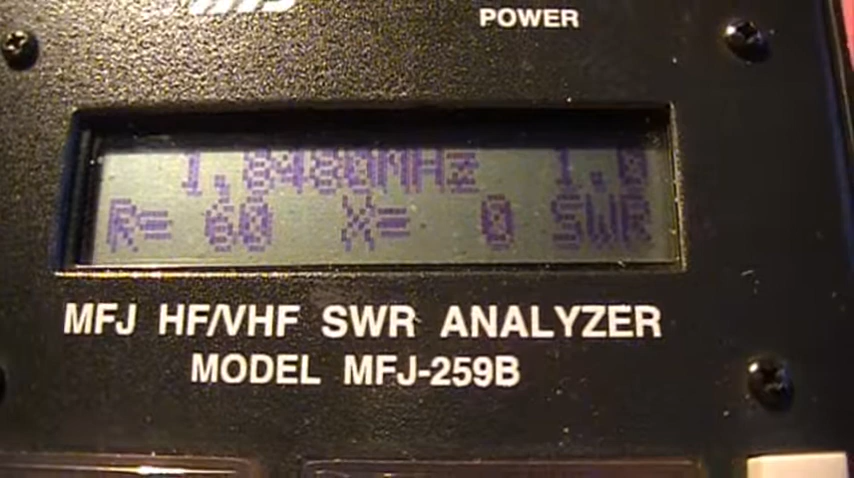 POWER
1.8480MHz 1.0
R= 60 X= 0 SWR
MFJ HF/VHF SWR ANALYZER
MODEL MFJ-259B